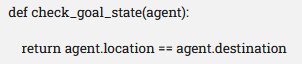 def check_goal_state(agent):
return agent.location == agent.destination